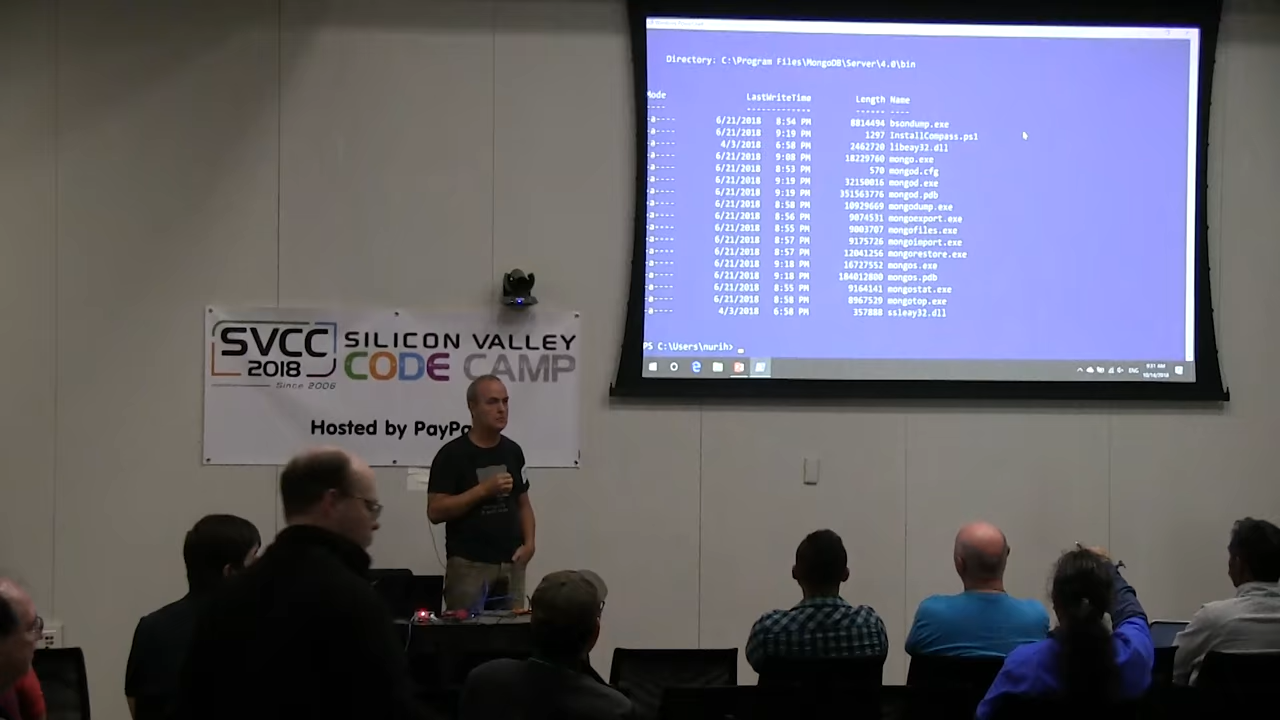 Directory: C:\Program Files\MongoDB\Server\4.0\bin
Mode LastWriteTime Length Name
---- ------------- ------ ----
-a---- 6/21/2018 8:54 PM 8814494 bsondump.exe
-a---- 6/21/2018 9:19 PM 1297 InstallCompass.ps1
-a---- 4/3/2018 6:58 PM 2462720 libeay32.dll
-a---- 6/21/2018 9:08 PM 18229760 mongo.exe
-a---- 6/21/2018 8:53 PM 570 mongod.cfg
-a---- 6/21/2018 9:19 PM 32150016 mongod.exe
-a---- 6/21/2018 9:19 PM 351563776 mongod.pdb
-a---- 6/21/2018 8:58 PM 10929669 mongodump.exe
-a---- 6/21/2018 8:56 PM 9074531 mongoexport.exe
-a---- 6/21/2018 8:55 PM 9003707 mongofiles.exe
-a---- 6/21/2018 8:57 PM 9175726 mongoimport.exe
-a---- 6/21/2018 8:57 PM 12041256 mongorestore.exe
-a---- 6/21/2018 9:18 PM 16727552 mongos.exe
-a---- 6/21/2018 9:18 PM 184012800 mongos.pdb
-a---- 6/21/2018 8:55 PM 9164141 mongostat.exe
-a---- 6/21/2018 8:58 PM 8967529 mongotop.exe
-a---- 4/3/2018 6:58 PM 357888 ssleay32.dll
PS C:\Users\nurih> _
ENG
9:31 AM
10/14/2018
SVCC
2018
Since 2006
SILICON VALLEY
CODE CAMP
Hosted by PayPa